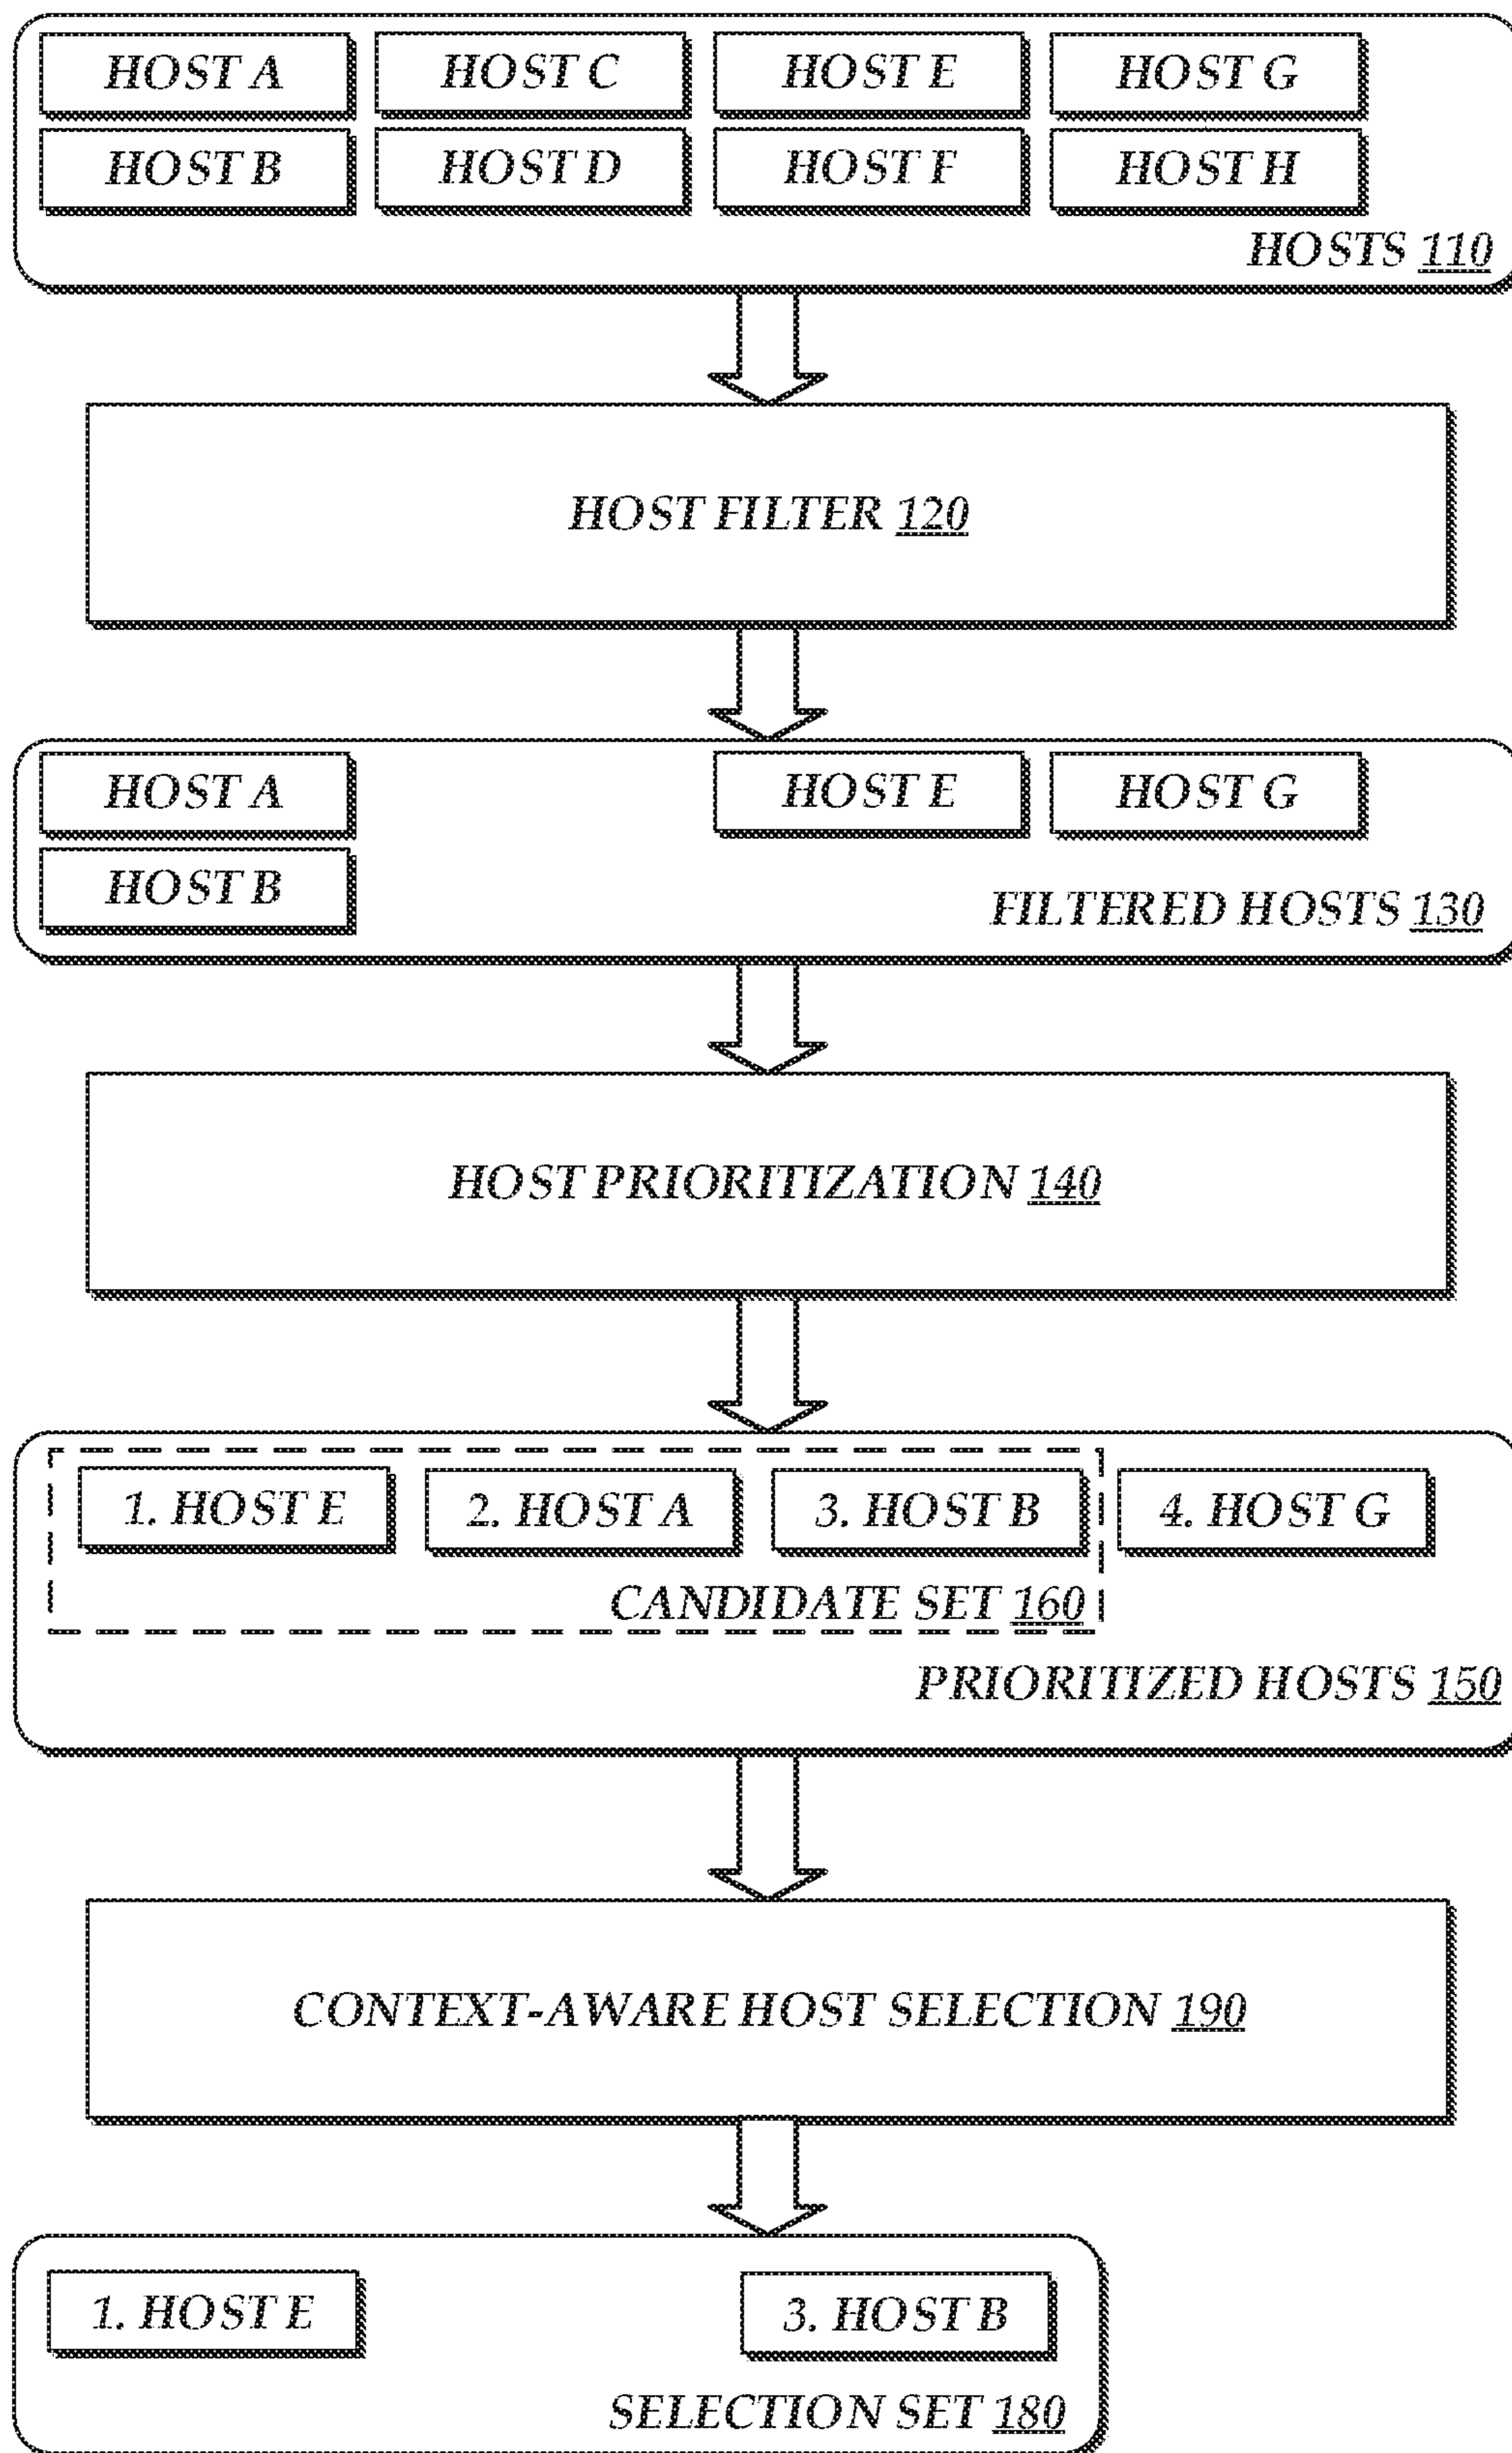 HOST A HOST C HOST E HOST G
HOST B HOST D HOST F HOST H
HOSTS 110
HOST FILTER 120
HOST A HOST E HOST G
HOST B
FILTERED HOSTS 130
HOST PRIORITIZATION 140
1. HOST E 2. HOST A 3. HOST B 4. HOST G
CANDIDATE SET 160
PRIORITIZED HOSTS 150
CONTEXT-AWARE HOST SELECTION 190
1. HOST E 3. HOST B
SELECTION SET 180